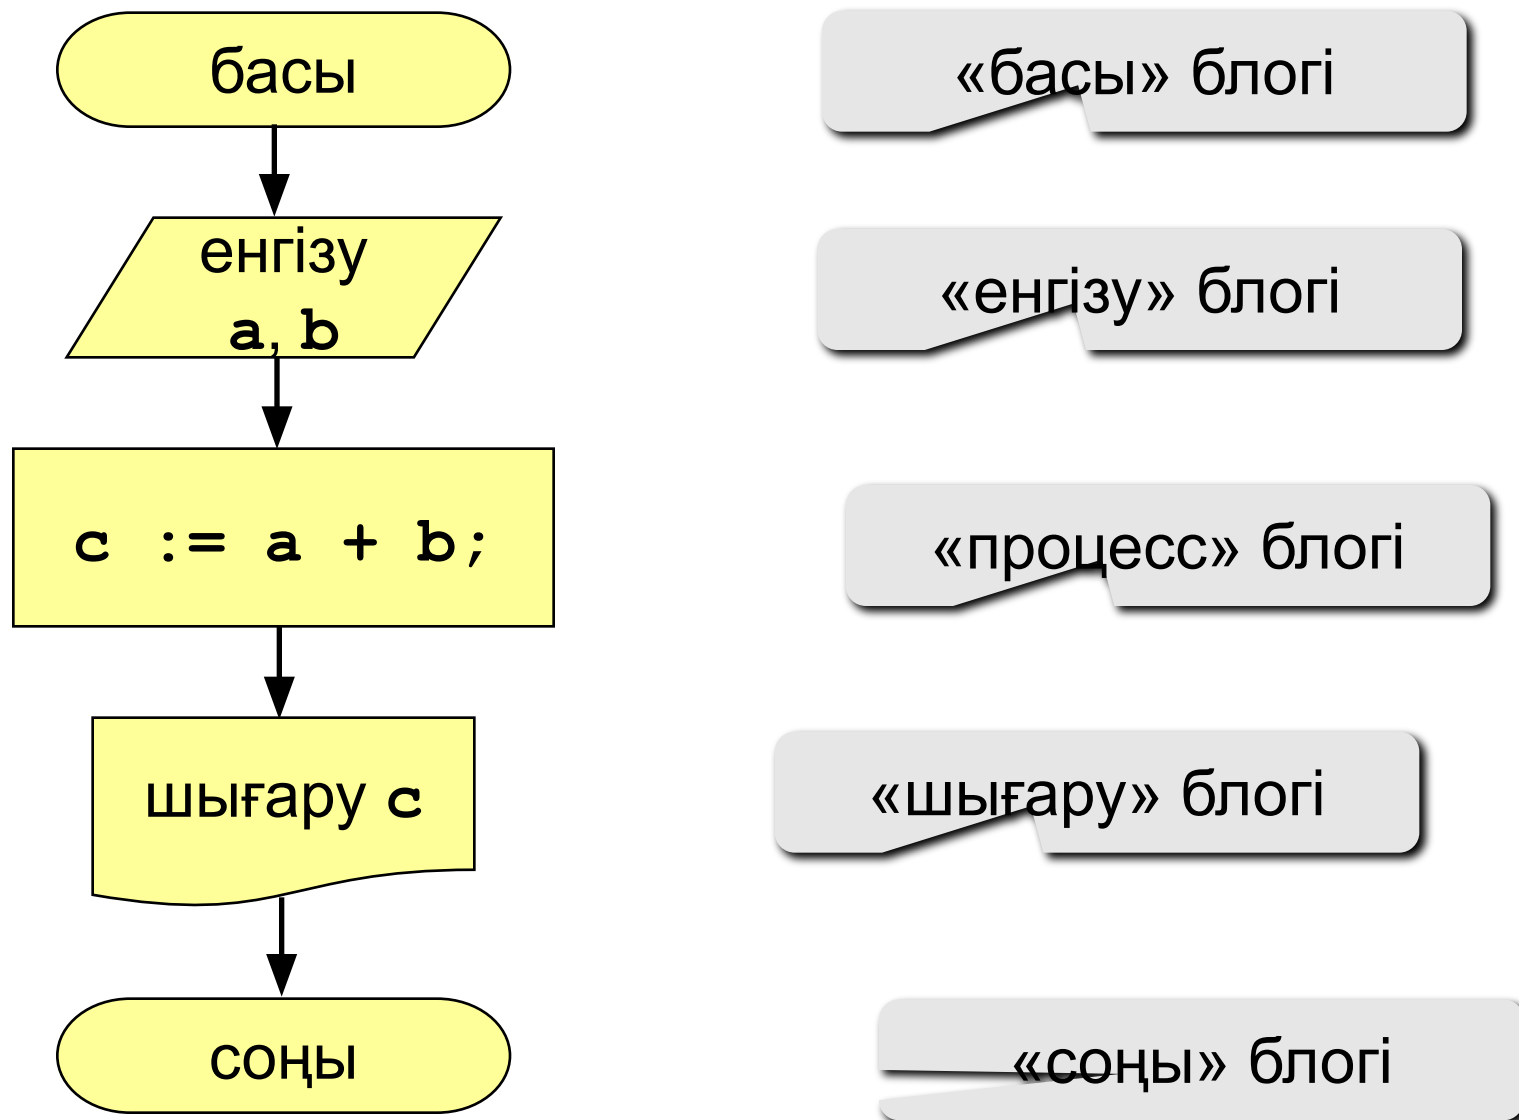 басы
«басы» блогі
енгізу
a, b
«енгізу» блогі
c := a + b;
«процесс» блогі
шығару c
«шығару» блогі
соңы
«соңы» блогі